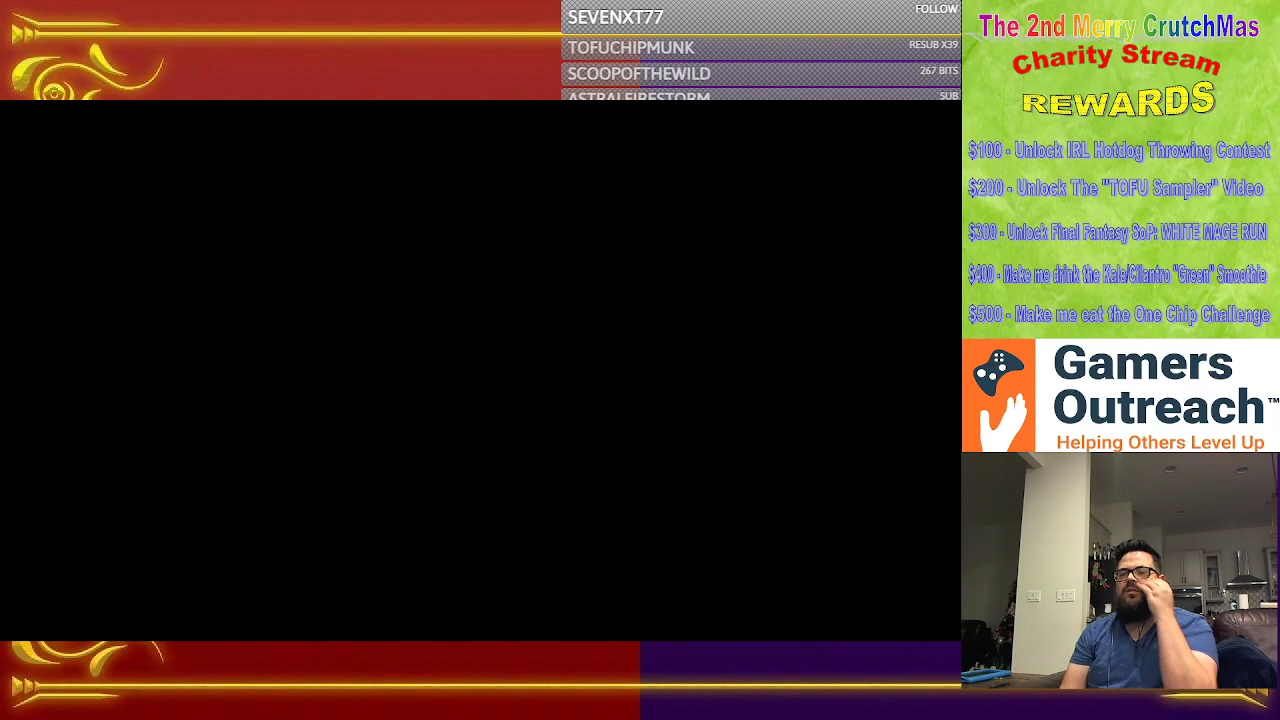 SEVENXT77
FOLLOW
TOFUCHIPMUNK
RESUB X39
SCOOPOFTHEWILD
267 BITS
ASTRALFIRESTORM
SUB
The 2nd Merry CrutchMas
Charity Stream
REWARDS
$100 - Unlock IRL Hotdog Throwing Contest
$200 - Unlock The "TOFU Sampler" Video
$300 - Unlock Final Fantasy SoP: WHITE MAGE RUN
$400 - Make me drink the Kale/Cilantro "Green" Smoothie
$500 - Make me eat the One Chip Challenge
Gamers
Outreach™
Helping Others Level Up